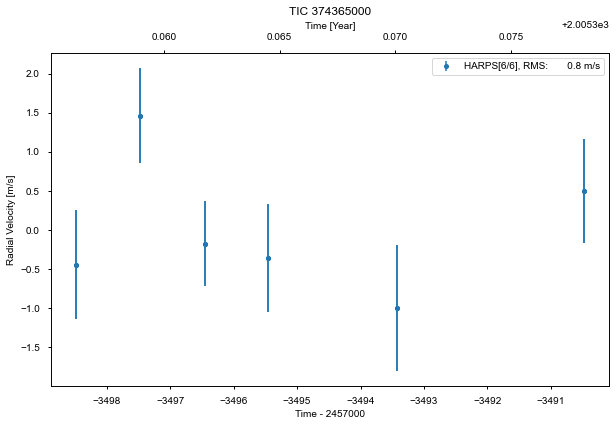 TIC 374365000
Time [Year]
+2.0053e3
0.060 0.065 0.070 0.075
HARPS[6/6], RMS: 0.8 m/s
2.0
1.5
1.0
0.5
0.0
−0.5
−1.0
−1.5
Radial Velocity [m/s]
−3498 −3497 −3496 −3495 −3494 −3493 −3492 −3491
Time - 2457000